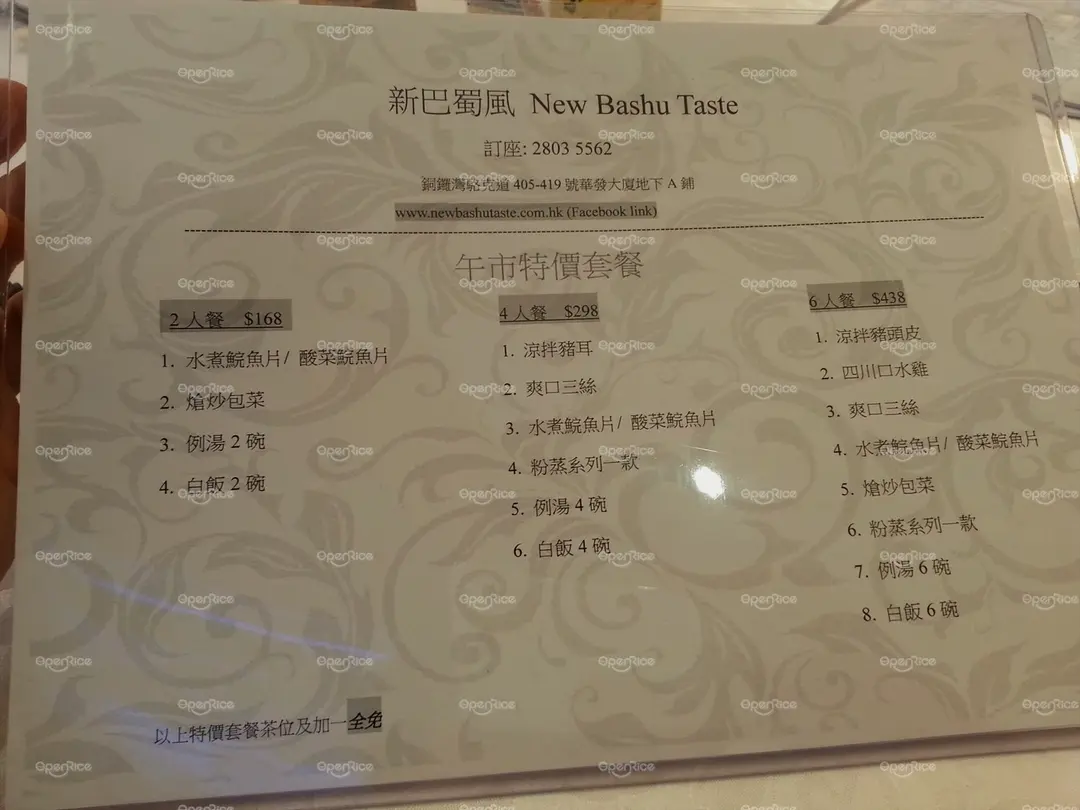 新巴蜀風 New Bashu Taste
訂座: 2803 5562
銅鑼灣駱克道 405-419 號華發大廈地下 A 鋪
www.newbashutaste.com.hk (Facebook link)
午市特價套餐
2 人餐 $168
1. 水煮鯇魚片/ 酸菜鯇魚片
2. 熗炒包菜
3. 例湯 2 碗
4. 白飯 2 碗
4 人餐 $298
1. 涼拌豬耳
2. 爽口三絲
3. 水煮鯇魚片/ 酸菜鯇魚片
4. 粉蒸系列一款
5. 例湯 4 碗
6. 白飯 4 碗
6 人餐 $438
1. 涼拌豬頭皮
2. 四川口水雞
3. 爽口三絲
4. 水煮鯇魚片/ 酸菜鯇魚片
5. 熗炒包菜
6. 粉蒸系列一款
7. 例湯 6 碗
8. 白飯 6 碗
以上特價套餐茶位及加一全免
OpenRice